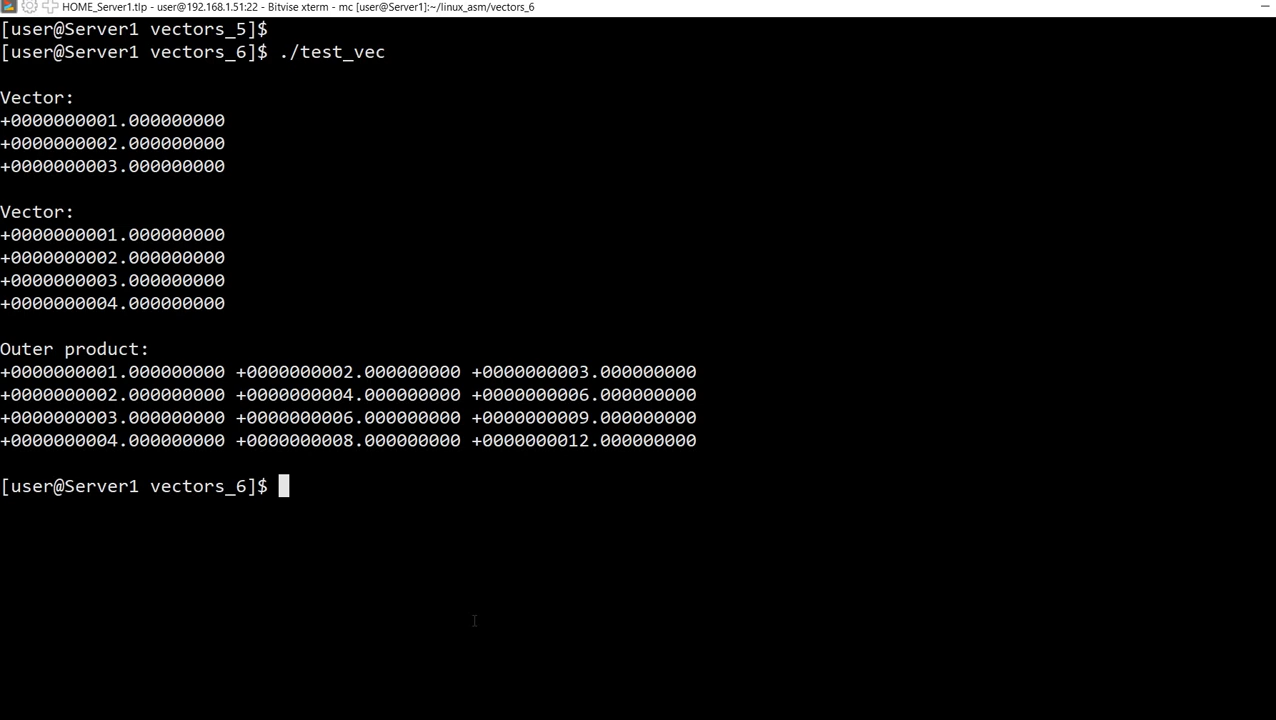 HOME_Server1.tlp - user@192.168.1.51:22 - Bitvise xterm - mc [user@Server1]:~/linux_asm/vectors_6
[user@Server1 vectors_5]$
[user@Server1 vectors_6]$ ./test_vec
Vector:
+0000000001.000000000
+0000000002.000000000
+0000000003.000000000
Vector:
+0000000001.000000000
+0000000002.000000000
+0000000003.000000000
+0000000004.000000000
Outer product:
+0000000001.000000000 +0000000002.000000000 +0000000003.000000000
+0000000002.000000000 +0000000004.000000000 +0000000006.000000000
+0000000003.000000000 +0000000006.000000000 +0000000009.000000000
+0000000004.000000000 +0000000008.000000000 +0000000012.000000000
[user@Server1 vectors_6]$